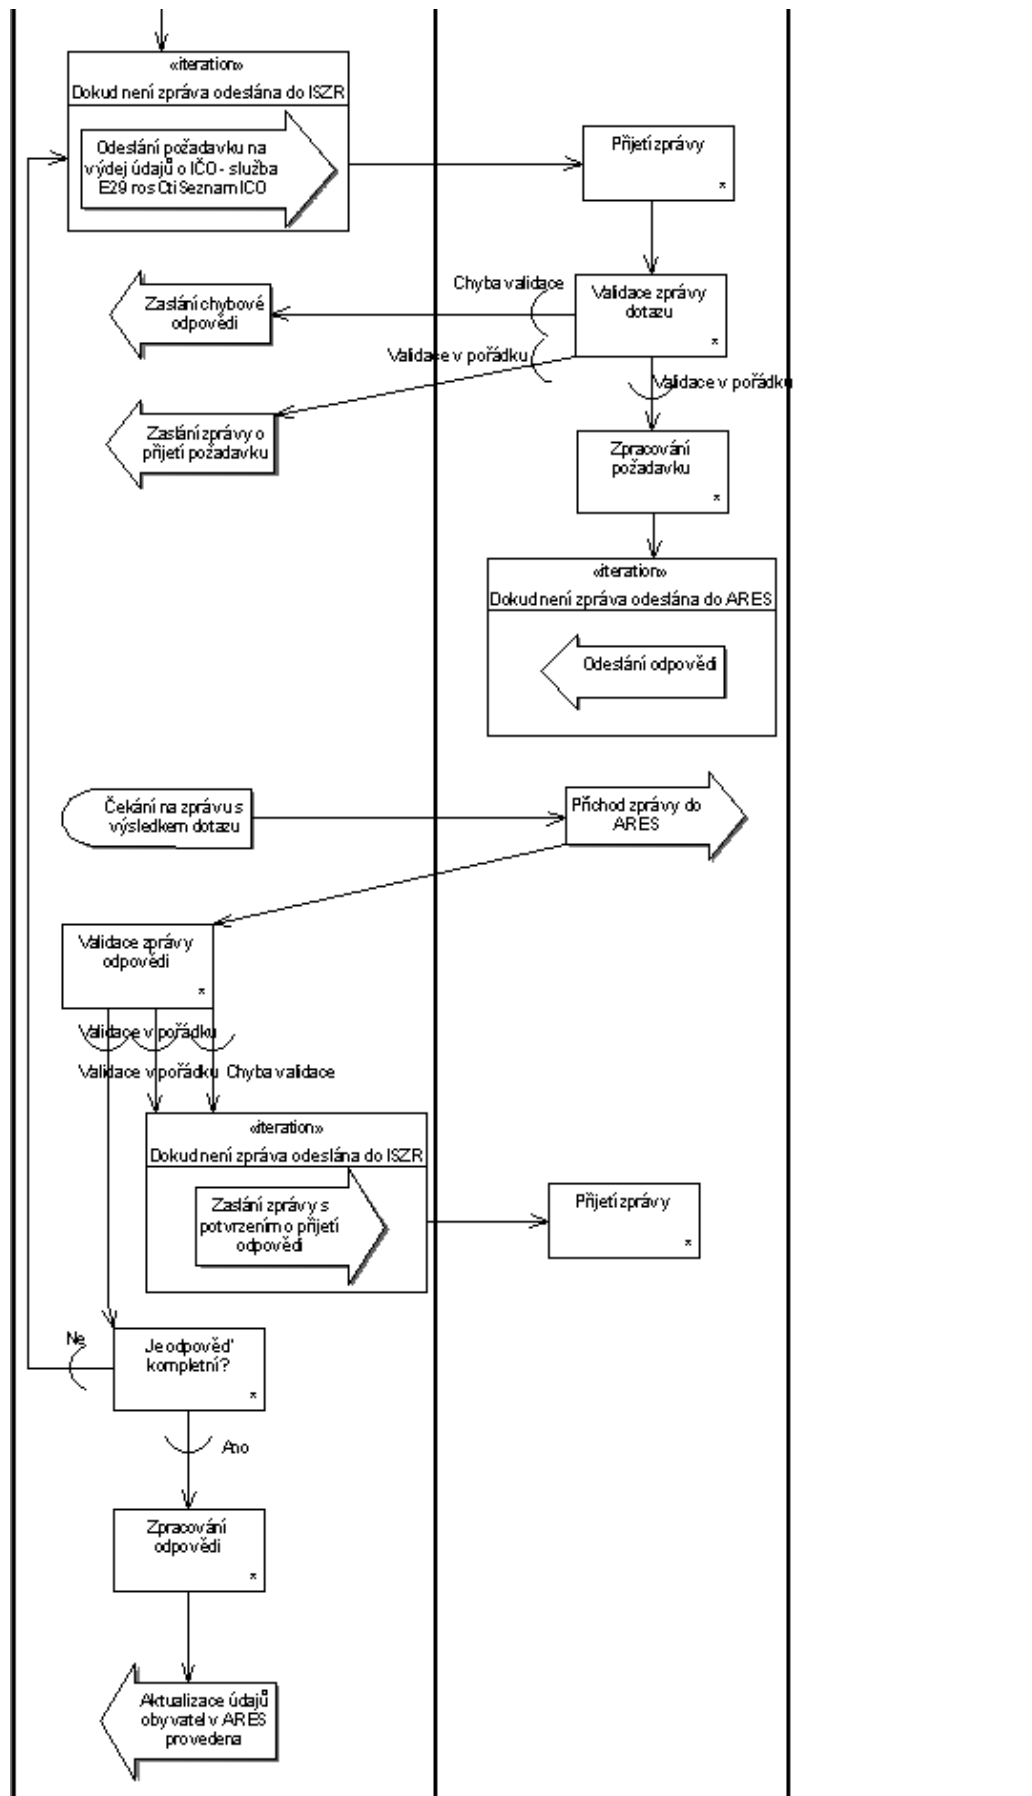 «iteration»
Dokud není zpráva odeslána do ISZR
Odeslání požadavku na
výdej údajů o IČO - služba
E29 ros Cti Seznam ICO
Přijetí zprávy
*
Chyba validace
Validace zprávy
dotazu
*
Zaslání chybové
odpovědi
Validace v pořádku
Validace v pořádku
Zaslání zprávy o
přijetí požadavku
Zpracování
požadavku
*
«iteration»
Dokud není zpráva odeslána do ARES
Odeslání odpovědi
Čekání na zprávu s
výsledkem dotazu
Příchod zprávy do
ARES
Validace zprávy
odpovědi
*
Validace v pořádku
Validace v pořádku
Chyba validace
«iteration»
Dokud není zpráva odeslána do ISZR
Zaslání zprávy s
potvrzením o přijetí
odpovědi
Přijetí zprávy
*
Ne
Je odpověď
kompletní?
*
Ano
Zpracování
odpovědi
*
Aktualizace údajů
obyvatel v ARES
provedena